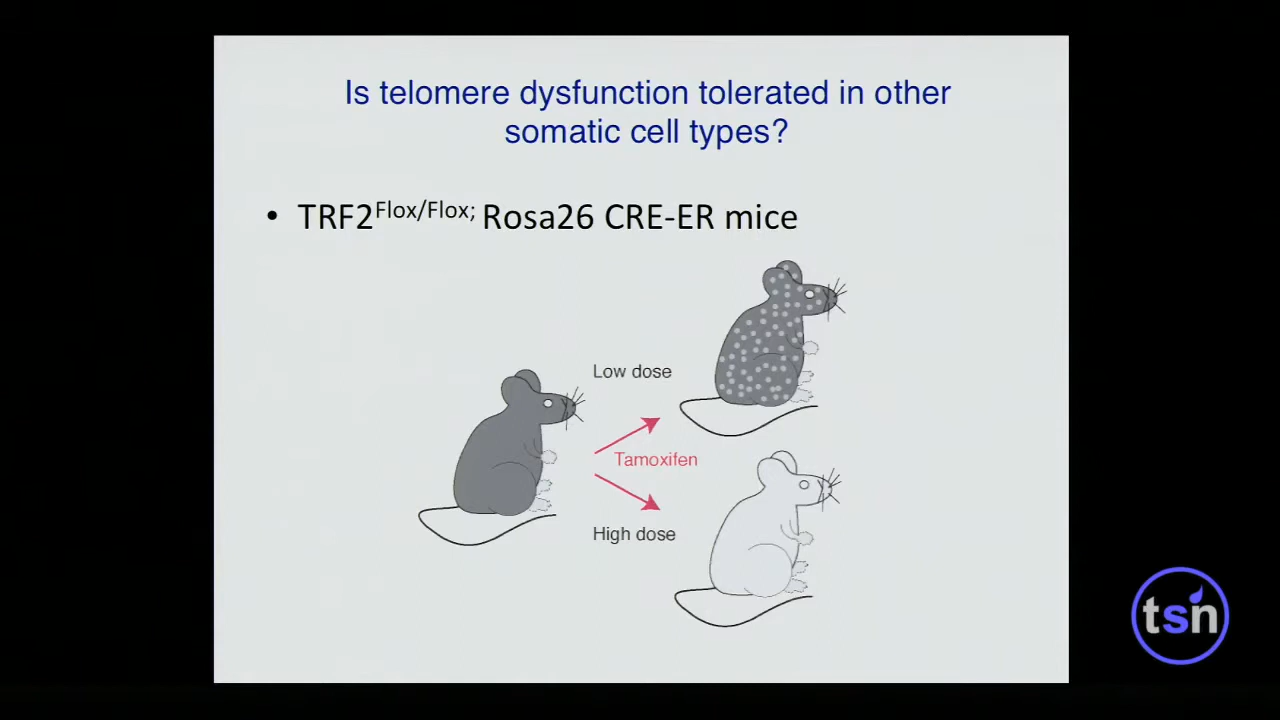 Is telomere dysfunction tolerated in other
somatic cell types?
• TRF2Flox/Flox; Rosa26 CRE-ER mice
Low dose
Tamoxifen
High dose
tsn